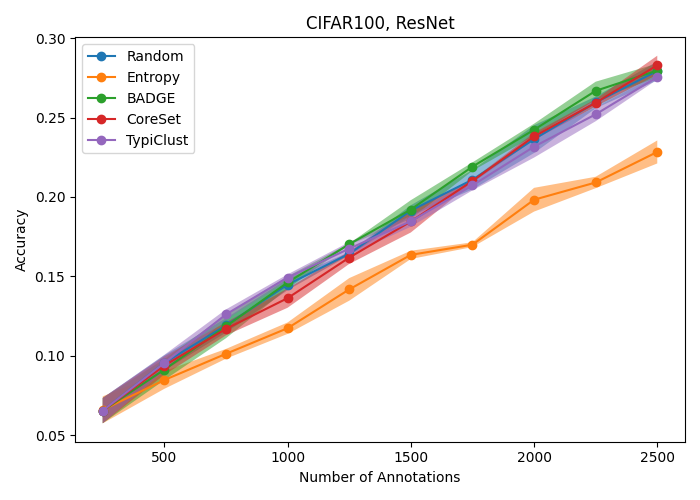 CIFAR100, ResNet
0.30
0.25
0.20
0.15
0.10
0.05
Accuracy
Random
Entropy
BADGE
CoreSet
TypiClust
500
1000
1500
2000
2500
Number of Annotations